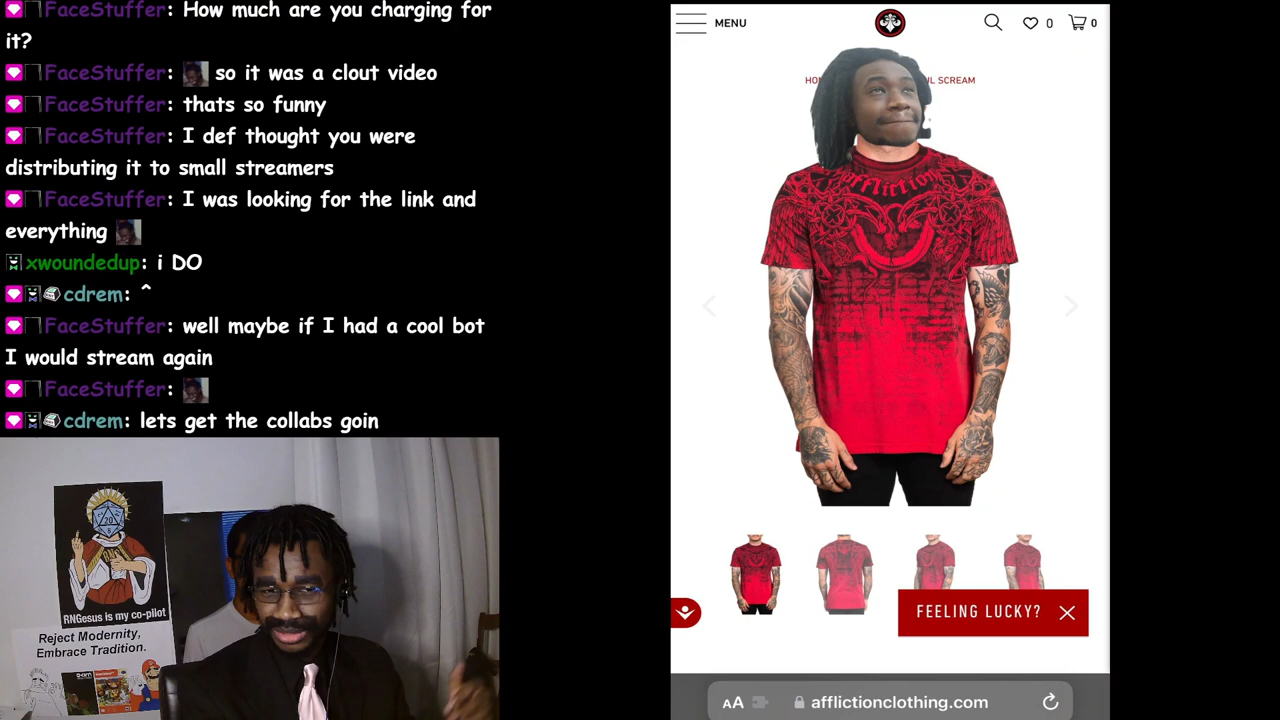 FaceStuffer: How much are you charging for
it?
FaceStuffer: so it was a clout video
FaceStuffer: thats so funny
FaceStuffer: I def thought you were
distributing it to small streamers
FaceStuffer: I was looking for the link and
everything
xwoundedup: i DO
cdrem: ^
FaceStuffer: well maybe if I had a cool bot
I would stream again
FaceStuffer:
cdrem: lets get the collabs goin
20
RNGesus is my co-pilot
Reject Modernity,
Embrace Tradition.
MENU
0
0
UL SCREAM
affliction
FEELING LUCKY?
AA
afflictionclothing.com